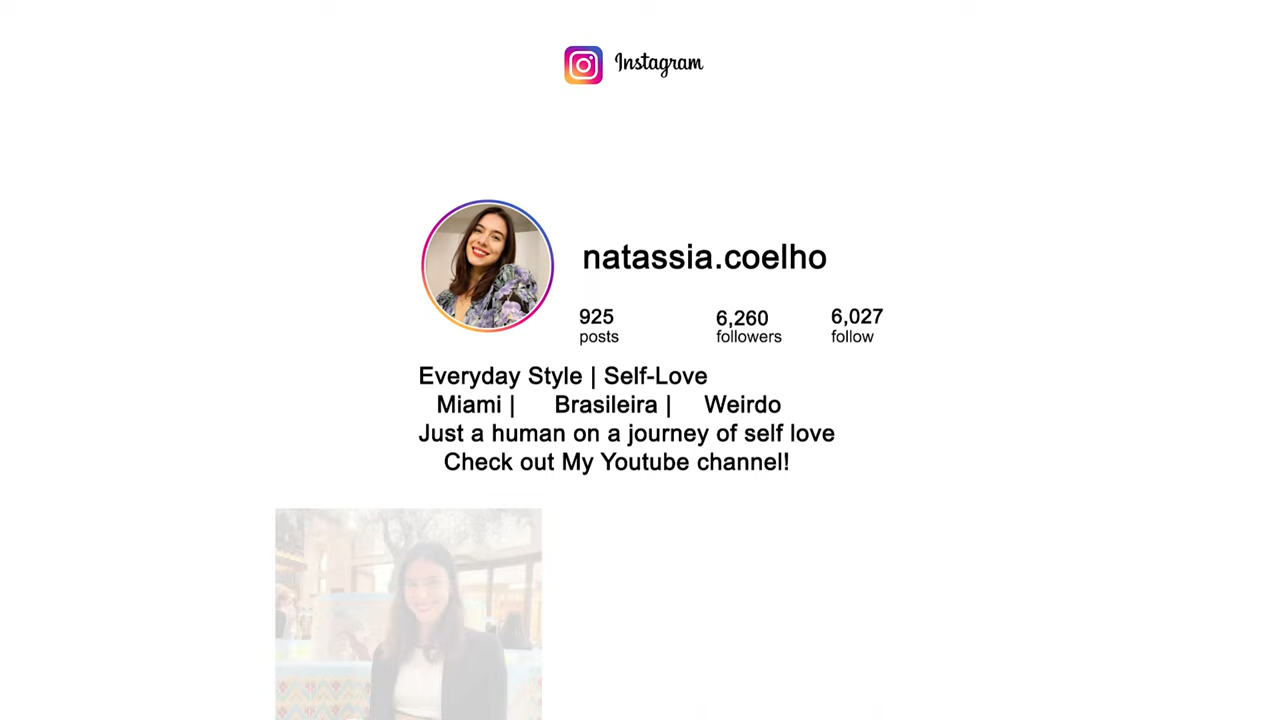 Instagram
natassia.coelho
925 6,260 6,027
posts followers follow
Everyday Style | Self-Love
Miami | Brasileira | Weirdo
Just a human on a journey of self love
Check out My Youtube channel!